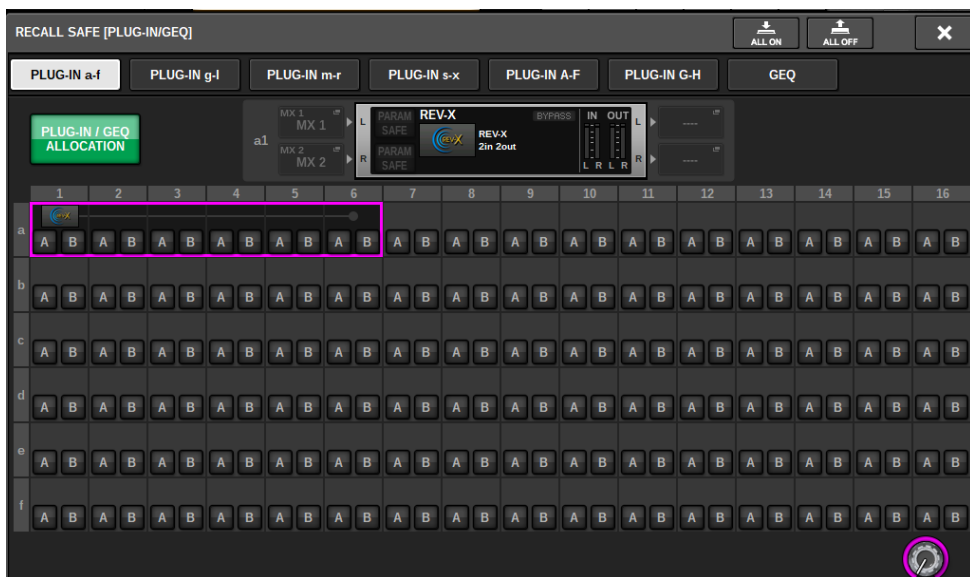 RECALL SAFE [PLUG-IN/GEQ]
ALL ON ALL OFF
PLUG-IN a-f PLUG-IN g-l PLUG-IN m-r PLUG-IN s-x PLUG-IN A-F PLUG-IN G-H GEQ
PLUG-IN / GEQ
ALLOCATION
a1
MX 1
MX 1
MX 2
MX 2
L
R
PARAM
SAFE
PARAM
SAFE
REV-X
REV-X
REV-X
2in 2out
BYPASS
IN OUT
L R L R
L
R
----
----
1 2 3 4 5 6 7 8 9 10 11 12 13 14 15 16
REV-X
a
A B A B A B A B A B A B A B A B A B A B A B A B A B A B A B A B
b
A B A B A B A B A B A B A B A B A B A B A B A B A B A B A B A B
c
A B A B A B A B A B A B A B A B A B A B A B A B A B A B A B A B
d
A B A B A B A B A B A B A B A B A B A B A B A B A B A B A B A B
e
A B A B A B A B A B A B A B A B A B A B A B A B A B A B A B A B
f
A B A B A B A B A B A B A B A B A B A B A B A B A B A B A B A B